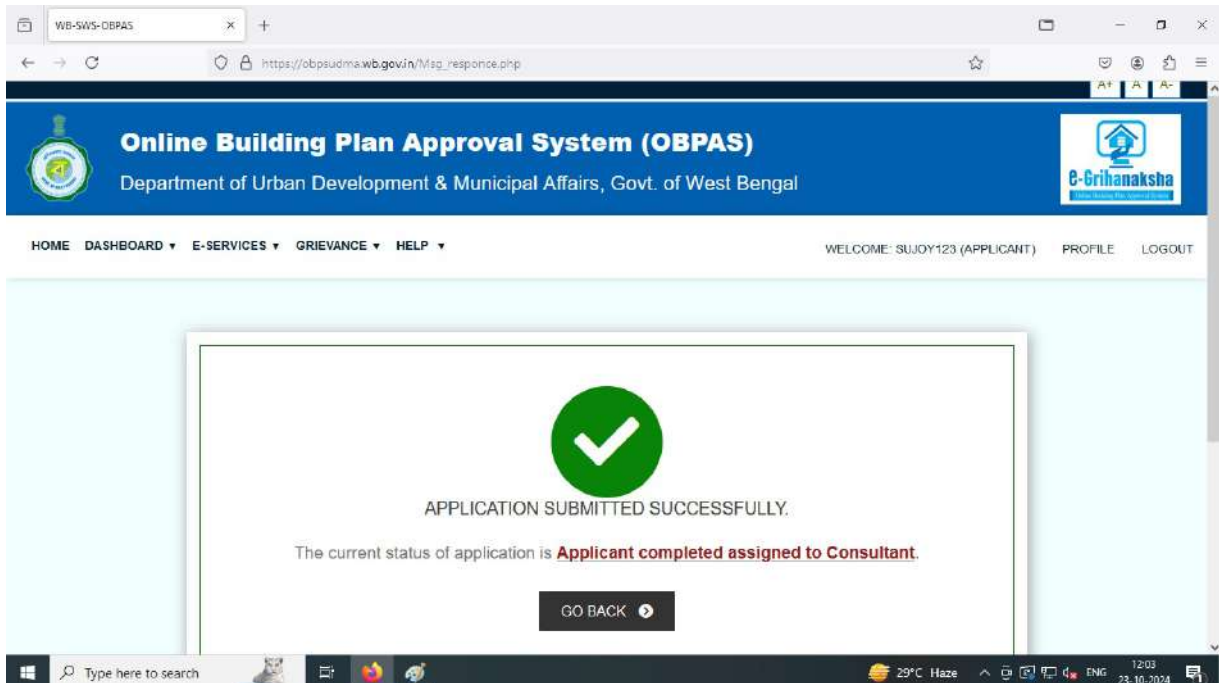 WB-SWS-OBPAS
https://obpsudma.wb.gov.in/Msg_responce.php
A+ A A-
Online Building Plan Approval System (OBPAS)
Department of Urban Development & Municipal Affairs, Govt. of West Bengal
e-Grihanaksha
HOME DASHBOARD ▾ E-SERVICES ▾ GRIEVANCE ▾ HELP ▾ WELCOME: SUJOY123 (APPLICANT) PROFILE LOGOUT
APPLICATION SUBMITTED SUCCESSFULLY.
The current status of application is Applicant completed assigned to Consultant.
GO BACK
Type here to search 29°C Haze ENG 12:03
23-10-2024